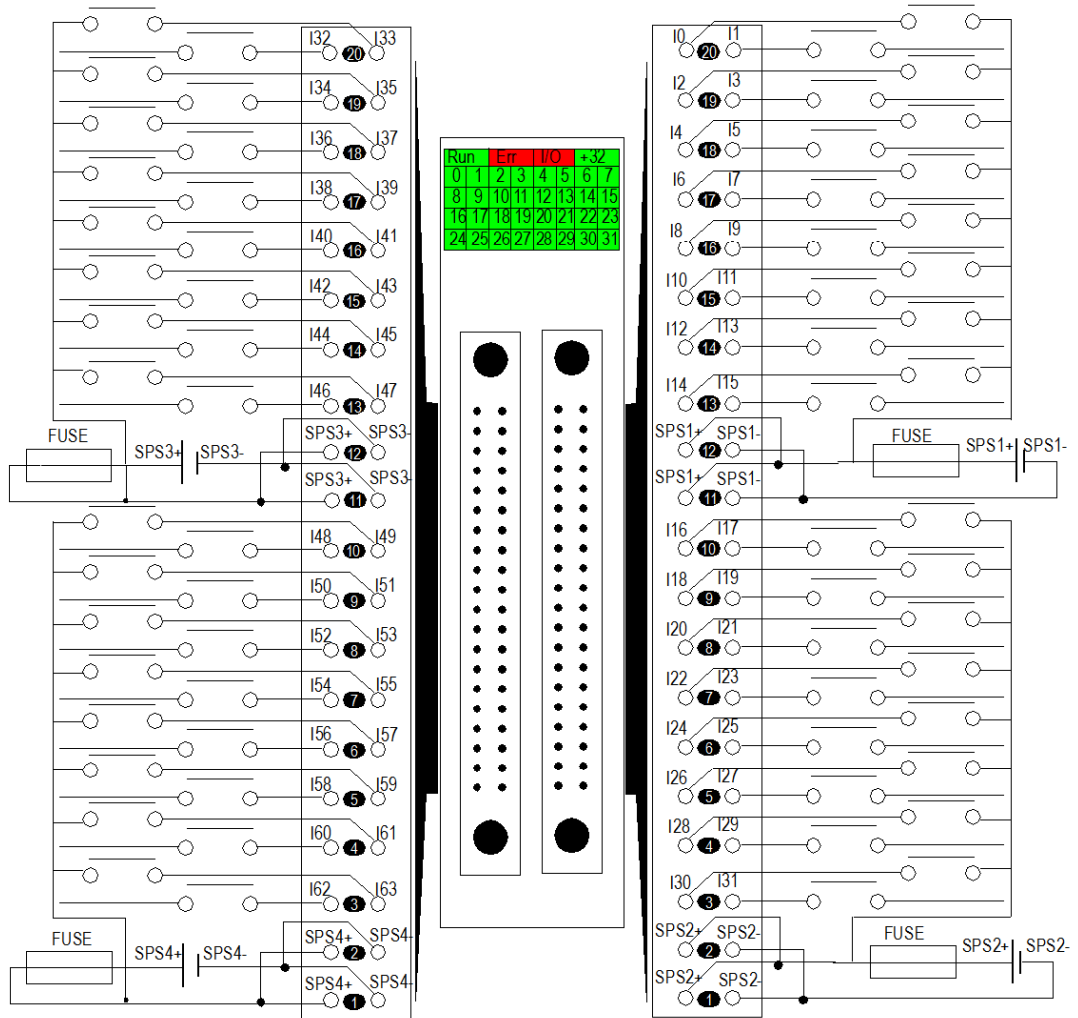 I32 20 I33
I34 19 I35
I36 18 I37
I38 17 I39
I40 16 I41
I42 15 I43
I44 14 I45
I46 13 I47
FUSE SPS3+ SPS3-
SPS3+ 12 SPS3-
SPS3+ 11 SPS3-
I48 10 I49
I50 9 I51
I52 8 I53
I54 7 I55
I56 6 I57
I58 5 I59
I60 4 I61
I62 3 I63
FUSE SPS4+ SPS4-
SPS4+ 2 SPS4-
SPS4+ 1 SPS4-
Run Err I/O +32
0 1 2 3 4 5 6 7
8 9 10 11 12 13 14 15
16 17 18 19 20 21 22 23
24 25 26 27 28 29 30 31
I0 20 I1
I2 19 I3
I4 18 I5
I6 17 I7
I8 16 I9
I10 15 I11
I12 14 I13
I14 13 I15
SPS1+ 12 SPS1-
FUSE SPS1+ SPS1-
SPS1+ 11 SPS1-
I16 10 I17
I18 9 I19
I20 8 I21
I22 7 I23
I24 6 I25
I26 5 I27
I28 4 I29
I30 3 I31
SPS2+ 2 SPS2-
FUSE SPS2+ SPS2-
SPS2+ 1 SPS2-